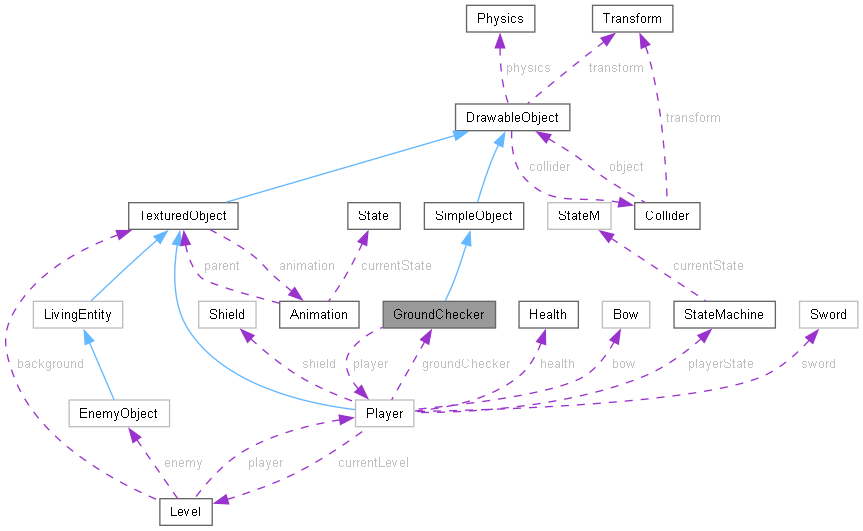 Physics
Transform
physics
transform
DrawableObject
transform
collider
object
TexturedObject
State
SimpleObject
StateM
Collider
parent
animation
currentState
currentState
LivingEntity
Shield
Animation
GroundChecker
Health
Bow
StateMachine
Sword
background
shield
player
groundChecker
health
bow
playerState
sword
EnemyObject
Player
enemy
player
currentLevel
Level